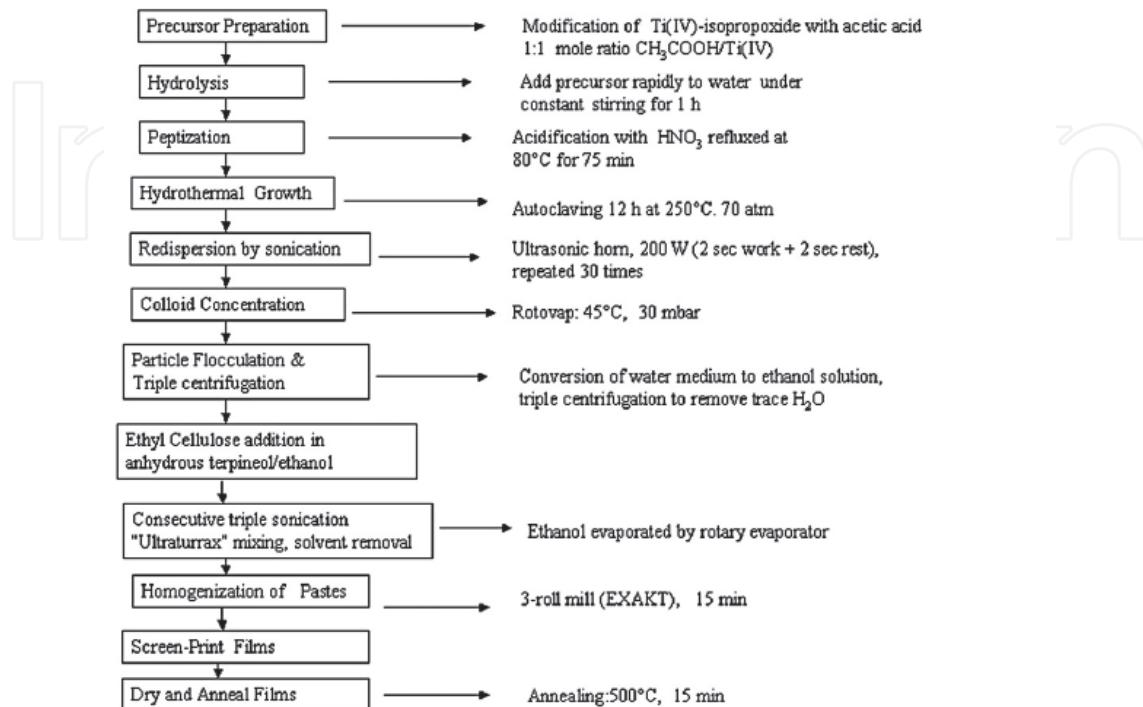 Precursor Preparation
Modification of Ti(IV)-isopropoxide with acetic acid
1:1 mole ratio CH₃COOH/Ti(IV)
Hydrolysis
Add precursor rapidly to water under
constant stirring for 1 h
Peptization
Acidification with HNO₃ refluxed at
80°C for 75 min
Hydrothermal Growth
Autoclaving 12 h at 250°C. 70 atm
Redispersion by sonication
Ultrasonic horn, 200 W (2 sec work + 2 sec rest),
repeated 30 times
Colloid Concentration
Rotovap: 45°C, 30 mbar
Particle Flocculation &
Triple centrifugation
Conversion of water medium to ethanol solution,
triple centrifugation to remove trace H₂O
Ethyl Cellulose addition in
anhydrous terpineol/ethanol
Consecutive triple sonication
"Ultraturrax" mixing, solvent removal
Ethanol evaporated by rotary evaporator
Homogenization of Pastes
3-roll mill (EXAKT), 15 min
Screen-Print Films
Dry and Anneal Films
Annealing:500°C, 15 min